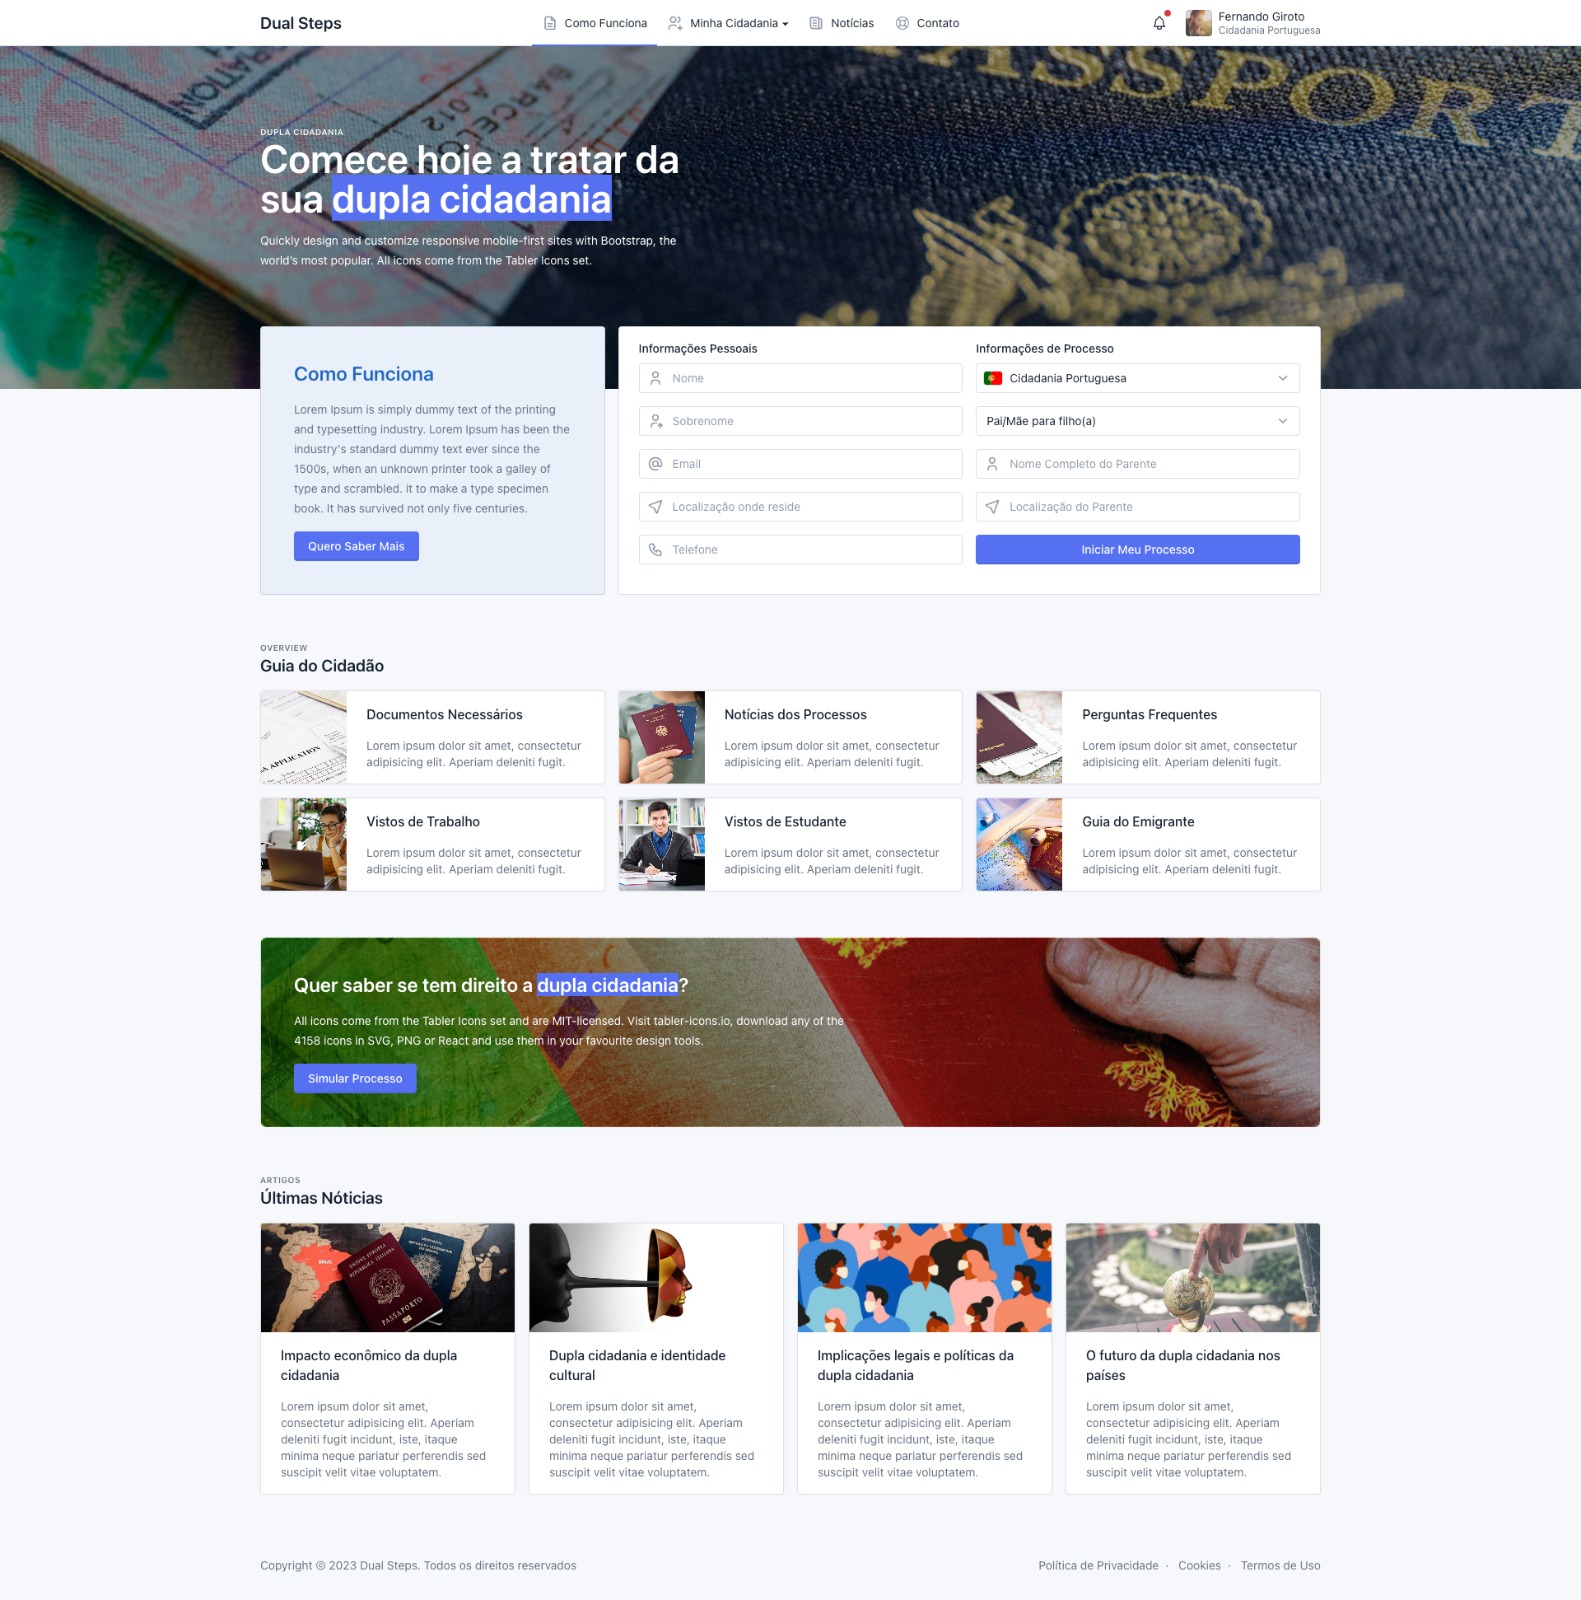 Dual Steps
Como Funciona
Minha Cidadania
Notícias
Contato
Fernando Giroto
Cidadania Portuguesa
ASSPORT
DUPLA CIDADANIA
Comece hoje a tratar da
sua dupla cidadania
Quickly design and customize responsive mobile-first sites with Bootstrap, the
world's most popular. All icons come from the Tabler Icons set.
Como Funciona
Lorem Ipsum is simply dummy text of the printing
and typesetting industry. Lorem Ipsum has been the
industry's standard dummy text ever since the
1500s, when an unknown printer took a galley of
type and scrambled. it to make a type specimen
book. It has survived not only five centuries.
Quero Saber Mais
Informações Pessoais
Nome
Sobrenome
Email
Localização onde reside
Telefone
Informações de Processo
Cidadania Portuguesa
Pai/Mãe para filho(a)
Nome Completo do Parente
Localização do Parente
Iniciar Meu Processo
OVERVIEW
Guia do Cidadão
APPLICATION
Documentos Necessários
Lorem ipsum dolor sit amet, consectetur
adipisicing elit. Aperiam deleniti fugit.
Notícias dos Processos
Lorem ipsum dolor sit amet, consectetur
adipisicing elit. Aperiam deleniti fugit.
Perguntas Frequentes
Lorem ipsum dolor sit amet, consectetur
adipisicing elit. Aperiam deleniti fugit.
Vistos de Trabalho
Lorem ipsum dolor sit amet, consectetur
adipisicing elit. Aperiam deleniti fugit.
Vistos de Estudante
Lorem ipsum dolor sit amet, consectetur
adipisicing elit. Aperiam deleniti fugit.
Guia do Emigrante
Lorem ipsum dolor sit amet, consectetur
adipisicing elit. Aperiam deleniti fugit.
Quer saber se tem direito a dupla cidadania?
All icons come from the Tabler Icons set and are MIT-licensed. Visit tabler-icons.io, download any of the
4158 icons in SVG, PNG or React and use them in your favourite design tools.
Simular Processo
ARTIGOS
Últimas Nóticias
BRASIL
PASSAPORTO
Impacto econômico da dupla
cidadania
Lorem ipsum dolor sit amet,
consectetur adipisicing elit. Aperiam
deleniti fugit incidunt, iste, itaque
minima neque pariatur perferendis sed
suscipit velit vitae voluptatem.
Dupla cidadania e identidade
cultural
Lorem ipsum dolor sit amet,
consectetur adipisicing elit. Aperiam
deleniti fugit incidunt, iste, itaque
minima neque pariatur perferendis sed
suscipit velit vitae voluptatem.
Implicações legais e políticas da
dupla cidadania
Lorem ipsum dolor sit amet,
consectetur adipisicing elit. Aperiam
deleniti fugit incidunt, iste, itaque
minima neque pariatur perferendis sed
suscipit velit vitae voluptatem.
O futuro da dupla cidadania nos
países
Lorem ipsum dolor sit amet,
consectetur adipisicing elit. Aperiam
deleniti fugit incidunt, iste, itaque
minima neque pariatur perferendis sed
suscipit velit vitae voluptatem.
Copyright © 2023 Dual Steps. Todos os direitos reservados
Política de Privacidade · Cookies · Termos de Uso